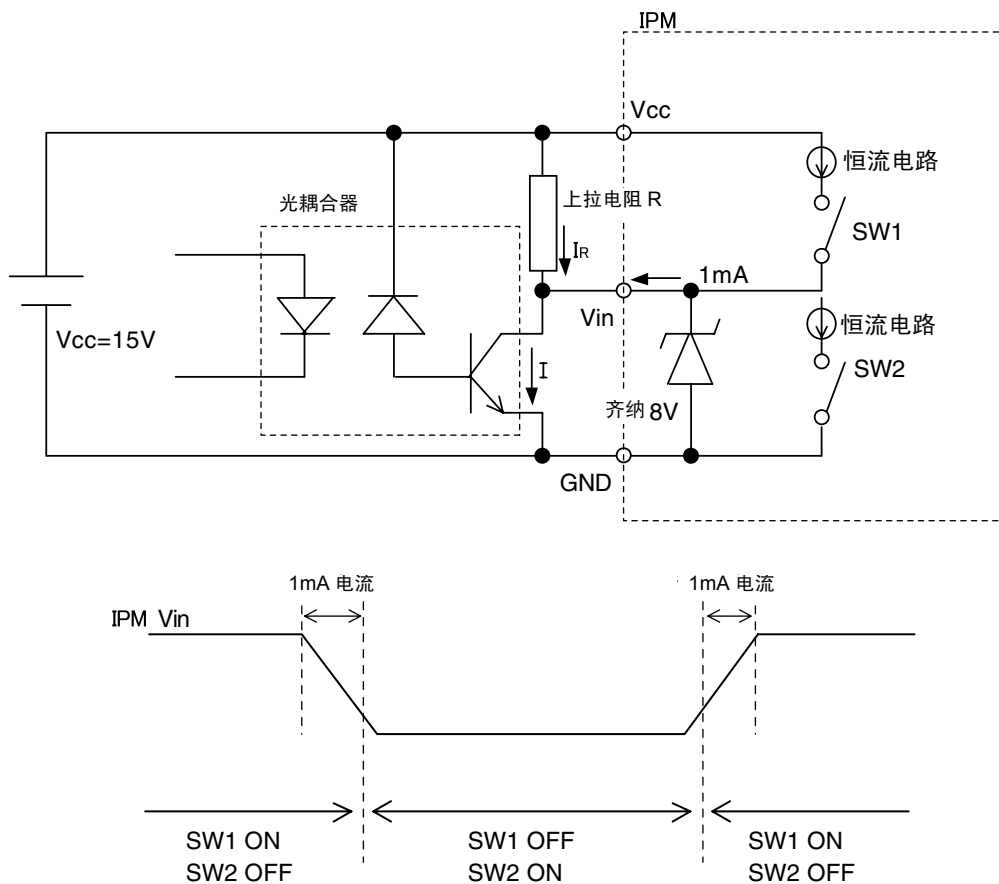 IPM
Vcc
恒流电路
光耦合器
上拉电阻 R
SW1
IR
1mA
Vin
恒流电路
Vcc=15V
I
SW2
齐纳 8V
GND
1mA 电流
1mA 电流
IPM Vin
SW1 ON
SW2 OFF
SW1 OFF
SW2 ON
SW1 ON
SW2 OFF